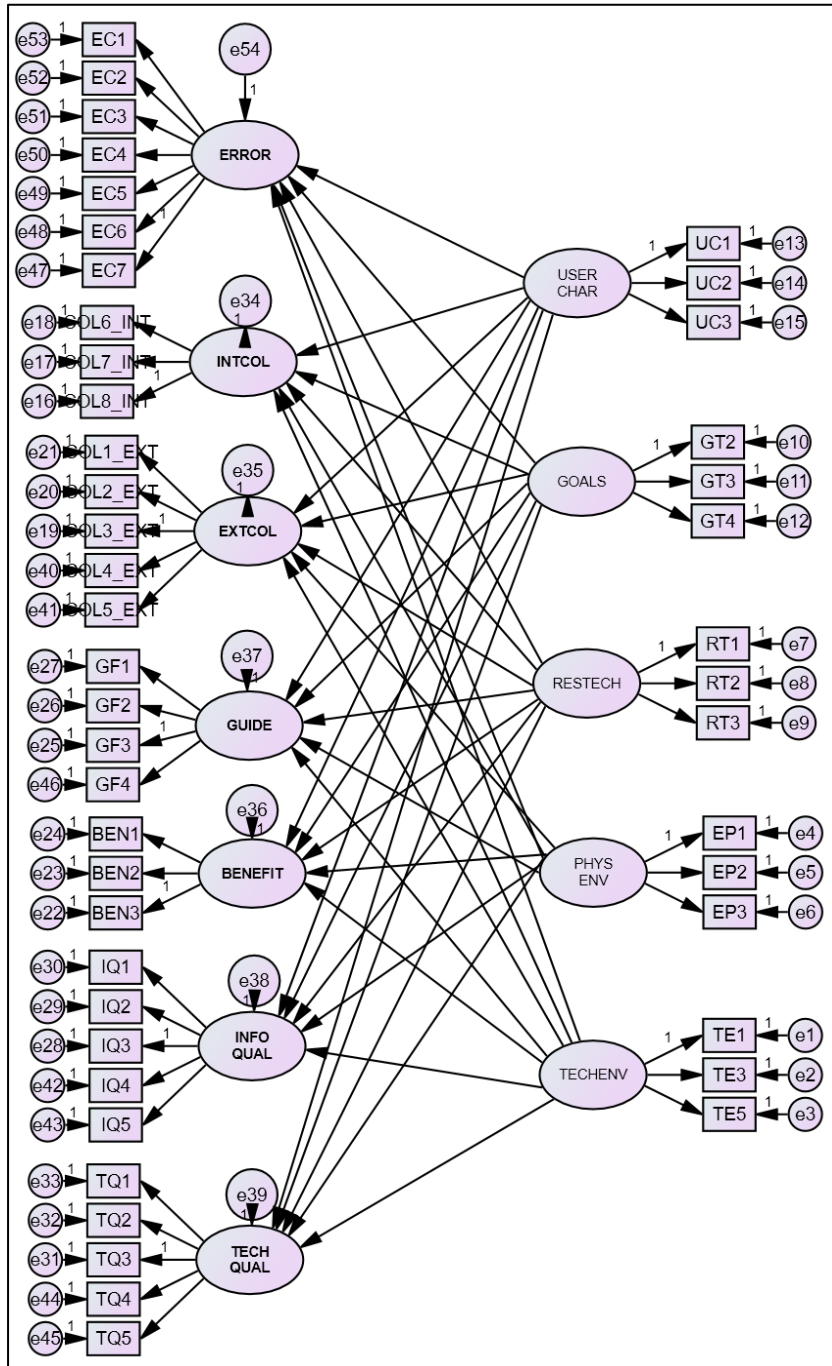 e53 1 EC1
e52 1 EC2
e51 1 EC3
e50 1 EC4
e49 1 EC5
e48 1 EC6
e47 1 EC7
1
e54
1
ERROR
e18 1 COL6_INT
e17 1 COL7_INT
e16 1 COL8_INT
1
e34
1
INTCOL
e21 1 COL1_EXT
e20 1 COL2_EXT
e19 1 COL3_EXT
e40 1 COL4_EXT
e41 1 COL5_EXT
1
e35
1
EXTCOL
e27 1 GF1
e26 1 GF2
e25 1 GF3
e46 1 GF4
1
e37
1
GUIDE
e24 1 BEN1
e23 1 BEN2
e22 1 BEN3
1
e36
1
BENEFIT
e30 1 IQ1
e29 1 IQ2
e28 1 IQ3
e42 1 IQ4
e43 1 IQ5
1
e38
1
INFO
QUAL
e33 1 TQ1
e32 1 TQ2
e31 1 TQ3
e44 1 TQ4
e45 1 TQ5
1
e39
1
TECH
QUAL
USER
CHAR
1 UC1 1 e13
UC2 1 e14
UC3 1 e15
GOALS
1 GT2 1 e10
GT3 1 e11
GT4 1 e12
RESTECH
1 RT1 1 e7
RT2 1 e8
RT3 1 e9
PHYS
ENV
1 EP1 1 e4
EP2 1 e5
EP3 1 e6
TECHENV
1 TE1 1 e1
TE3 1 e2
TE5 1 e3